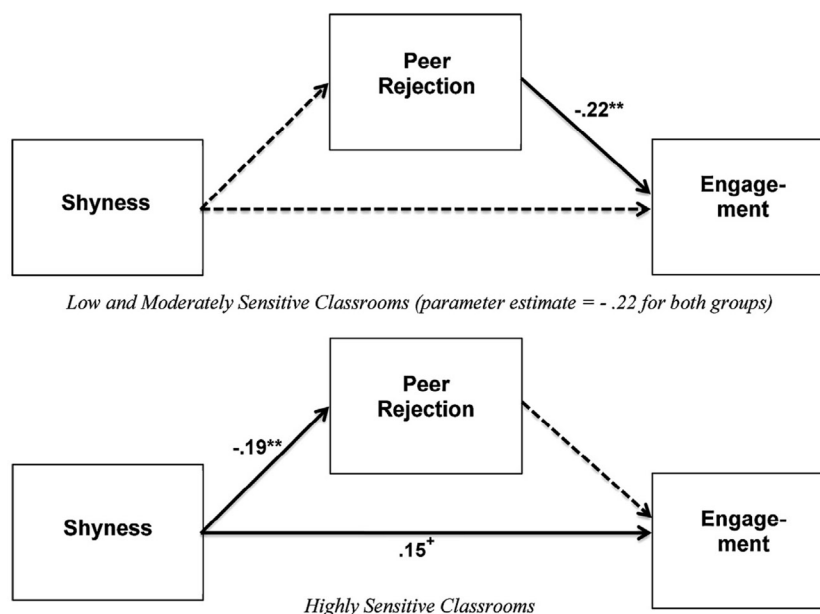 Peer
Rejection
-.22**
Shyness
Engage-
ment
Low and Moderately Sensitive Classrooms (parameter estimate = - .22 for both groups)
Peer
Rejection
-.19**
Shyness
Engage-
ment
.15+
Highly Sensitive Classrooms